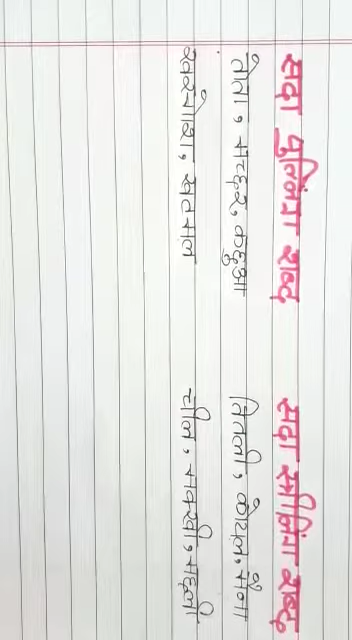 सदा पुल्लिंग शब्द
तोता, मच्छर, कछुआ
खरगोश, खटमल
सदा स्त्रीलिंग शब्द
तितली, कोयल, मैना
चील, मक्खी, मछली